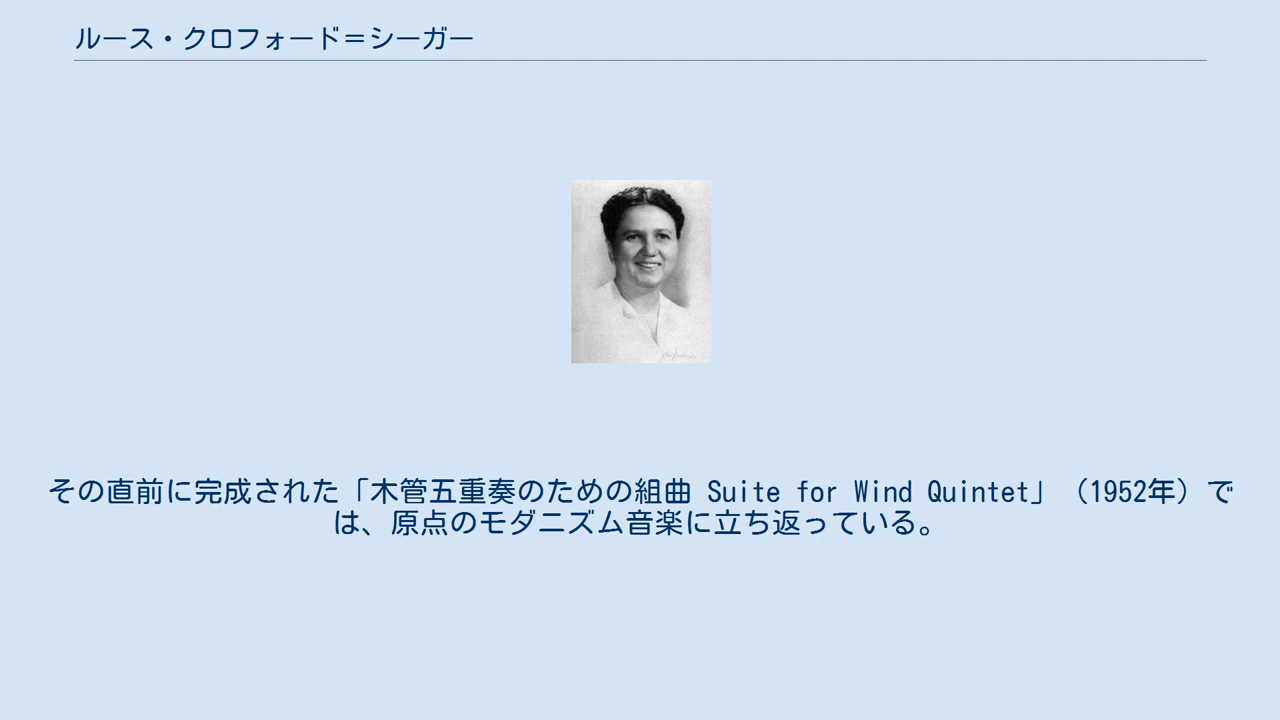 ルース・クロフォード＝シーガー
その直前に完成された「木管五重奏のための組曲 Suite for Wind Quintet」（1952年）で
は、原点のモダニズム音楽に立ち返っている。